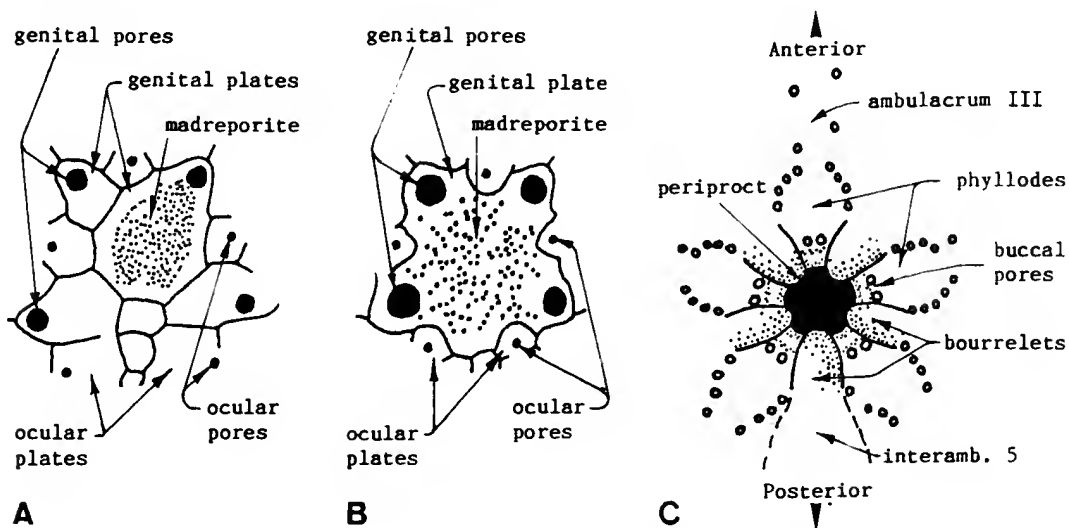 genital pores
genital plates
madreporite
ocular
pores
ocular
plates
A
genital pores
genital plate
madreporite
ocular
plates
ocular
pores
B
Anterior
ambulacrum III
periproct
phyllodes
buccal
pores
bourrelets
interamb. 5
Posterior
C